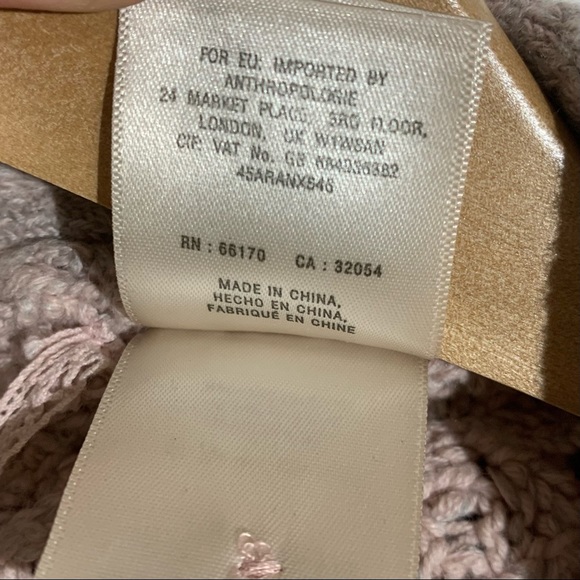 FOR EU: IMPORTED BY
ANTHROPOLOGIE
24 MARKET PLACE, 3RD FLOOR,
LONDON, UK W1W8AN
CIF: VAT No. GB
RN : 66170 CA : 32054
MADE IN CHINA,
HECHO EN CHINA,
FABRIQUÉ EN CHINE